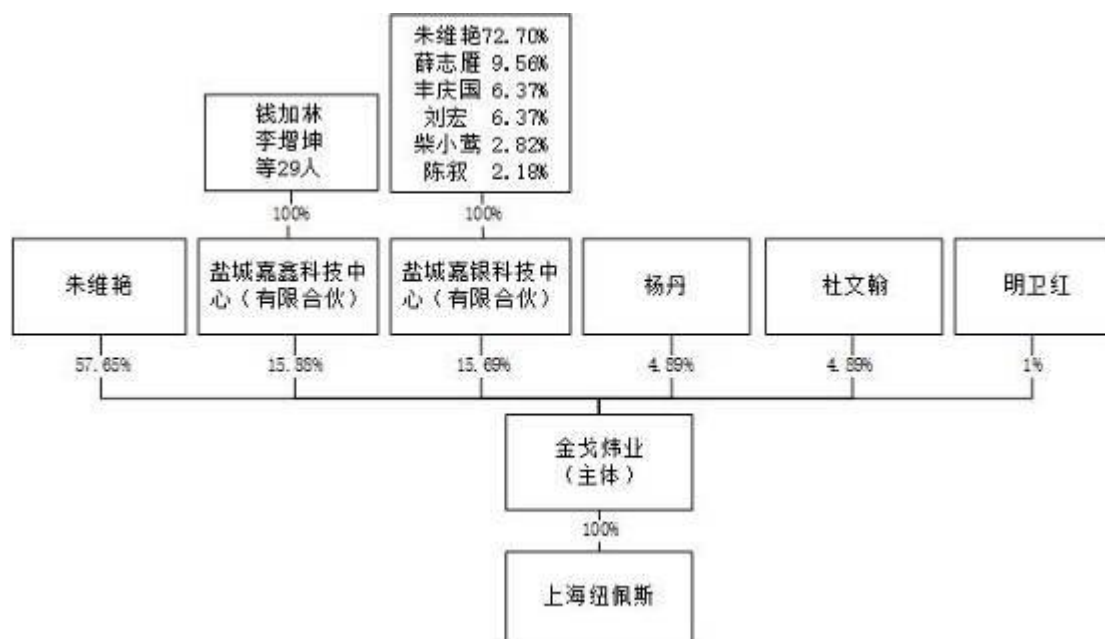 朱维艳72.70%
薛志雁 9.56%
丰庆国 6.37%
刘宏 6.37%
柴小莺 2.82%
陈叙 2.18%
钱加林
李增坤
等29人
100%
100%
朱维艳
盐城嘉鑫科技中
心（有限合伙）
盐城嘉银科技中
心（有限合伙）
杨丹
杜文翰
明卫红
57.65%
15.88%
15.69%
4.89%
4.89%
1%
金戈炜业
（主体）
100%
上海纽佩斯